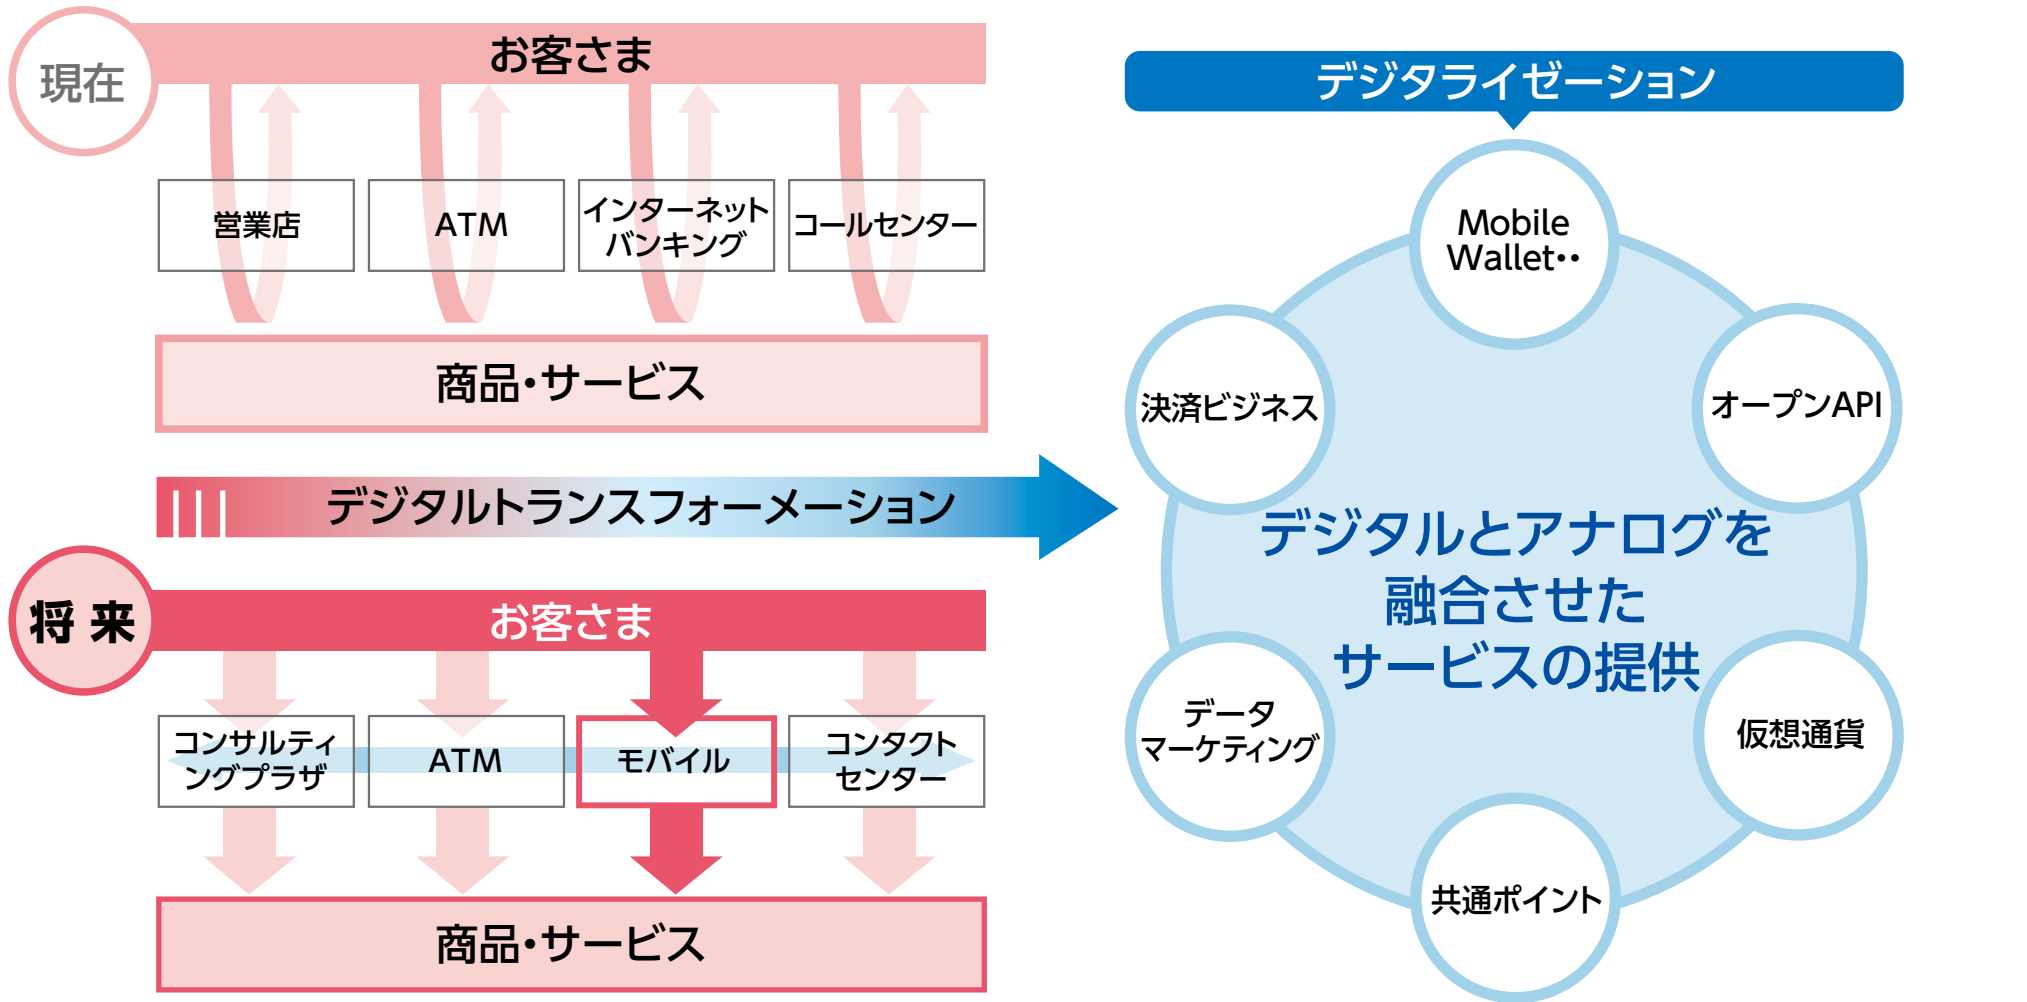 現在
お客さま
営業店
ATM
インターネット
バンキング
コールセンター
商品・サービス
デジタルトランスフォーメーション
将来
お客さま
コンサルティ
ングプラザ
ATM
モバイル
コンタクト
センター
商品・サービス
デジタライゼーション
Mobile
Wallet・・
決済ビジネス
オープンAPI
デジタルとアナログを
融合させた
サービスの提供
データ
マーケティング
仮想通貨
共通ポイント